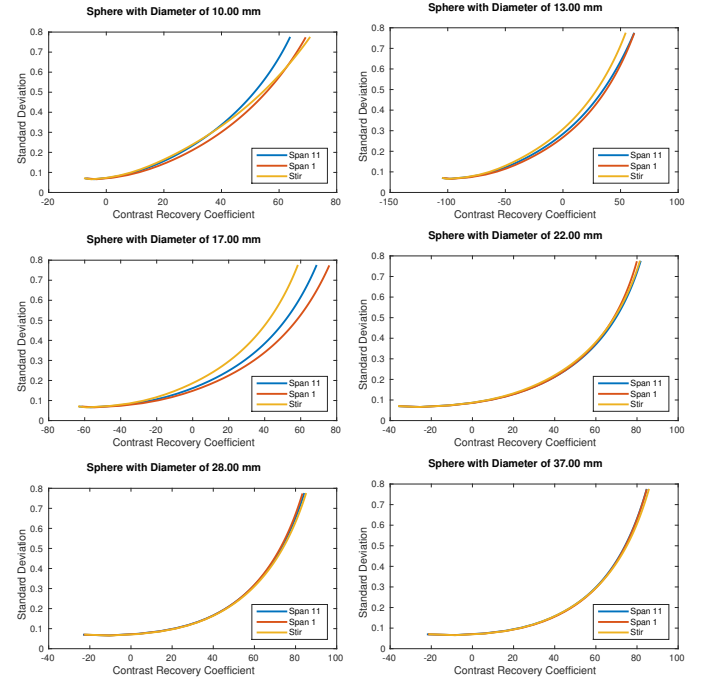 Sphere with Diameter of 10.00 mm
0.8
0.7
0.6
0.5
0.4
0.3
0.2
0.1
0
Standard Deviation
Span 11
Span 1
Stir
-20 0 20 40 60 80
Contrast Recovery Coefficient
Sphere with Diameter of 13.00 mm
0.8
0.7
0.6
0.5
0.4
0.3
0.2
0.1
0
Standard Deviation
Span 11
Span 1
Stir
-150 -100 -50 0 50 100
Contrast Recovery Coefficient
Sphere with Diameter of 17.00 mm
0.8
0.7
0.6
0.5
0.4
0.3
0.2
0.1
0
Standard Deviation
Span 11
Span 1
Stir
-80 -60 -40 -20 0 20 40 60 80
Contrast Recovery Coefficient
Sphere with Diameter of 22.00 mm
0.8
0.7
0.6
0.5
0.4
0.3
0.2
0.1
0
Standard Deviation
Span 11
Span 1
Stir
-40 -20 0 20 40 60 80 100
Contrast Recovery Coefficient
Sphere with Diameter of 28.00 mm
0.8
0.7
0.6
0.5
0.4
0.3
0.2
0.1
0
Standard Deviation
Span 11
Span 1
Stir
-40 -20 0 20 40 60 80 100
Contrast Recovery Coefficient
Sphere with Diameter of 37.00 mm
0.8
0.7
0.6
0.5
0.4
0.3
0.2
0.1
0
Standard Deviation
Span 11
Span 1
Stir
-40 -20 0 20 40 60 80 100
Contrast Recovery Coefficient